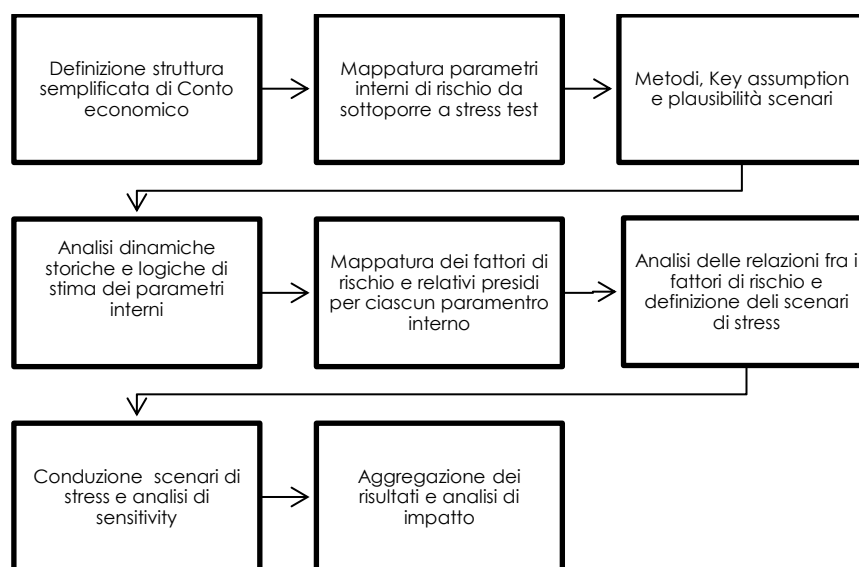 Definizione struttura
semplificata di Conto
economico
Mappatura parametri
interni di rischio da
sottoporre a stress test
Metodi, Key assumption
e plausibilità scenari
Analisi dinamiche
storiche e logiche di
stima dei parametri
interni
Mappatura dei fattori di
rischio e relativi presidi
per ciascun paramentro
interno
Analisi delle relazioni fra i
fattori di rischio e
definizione deli scenari
di stress
Conduzione scenari di
stress e analisi di
sensitivity
Aggregazione dei
risultati e analisi di
impatto